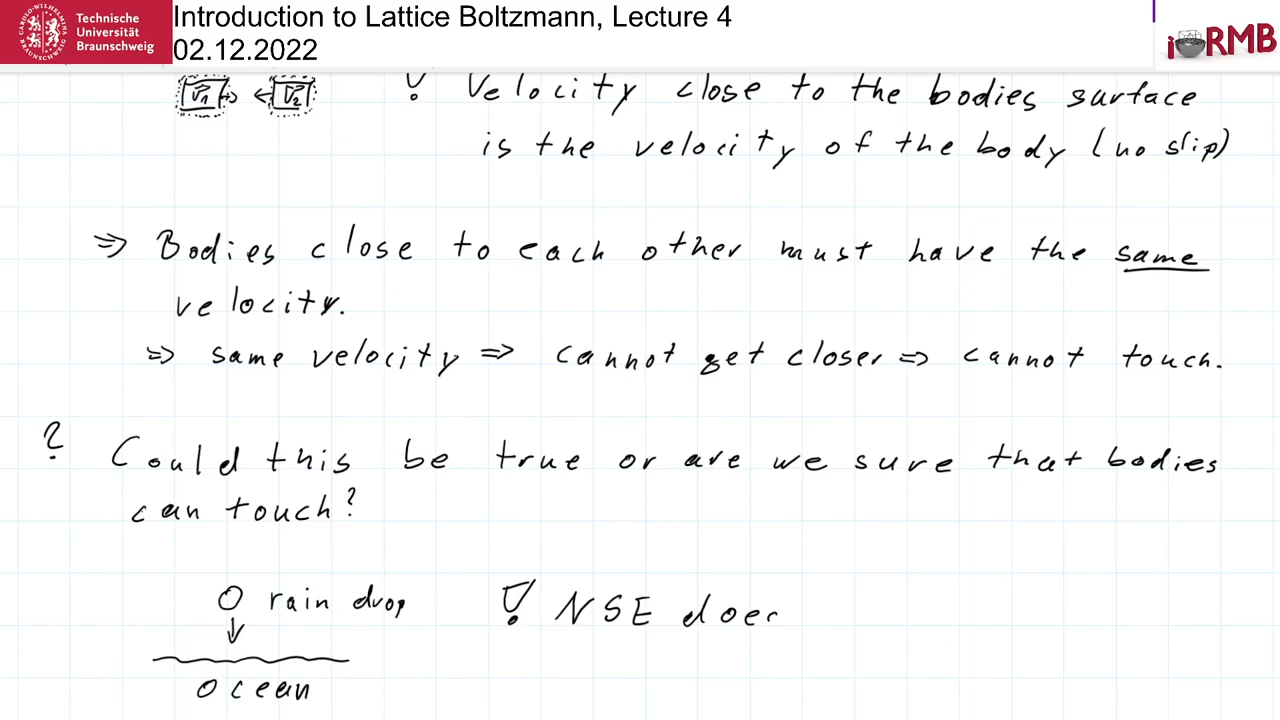 Technische
Universität
Braunschweig
Introduction to Lattice Boltzmann, Lecture 4
02.12.2022
iRMB
v1 v2 ! Velocity close to the bodies surface
is the velocity of the body (no slip)
⇒ Bodies close to each other must have the same
velocity.
⇒ same velocity ⇒ cannot get closer ⇒ cannot touch.
? Could this be true or are we sure that bodies
can touch?
rain drop ! NSE doe
ocean